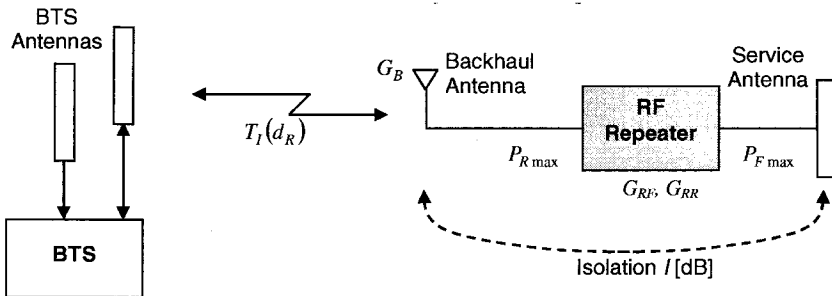 BTS
Antennas
BTS
T_I(d_R)
G_B
Backhaul
Antenna
P_R max
RF
Repeater
G_RF, G_RR
Service
Antenna
P_F max
Isolation I [dB]